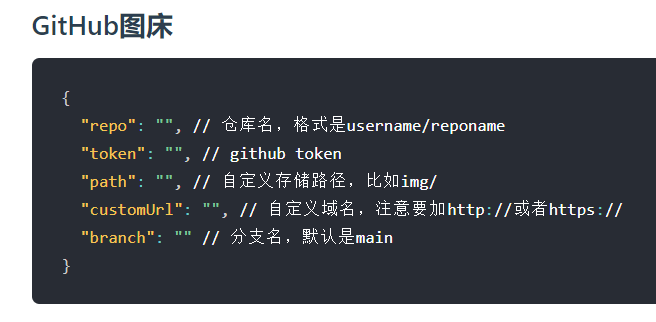 GitHub图床
{
"repo": "", // 仓库名，格式是username/reponame
"token": "", // github token
"path": "", // 自定义存储路径，比如img/
"customUrl": "", // 自定义域名，注意要加http://或者https://
"branch": "" // 分支名，默认是main
}